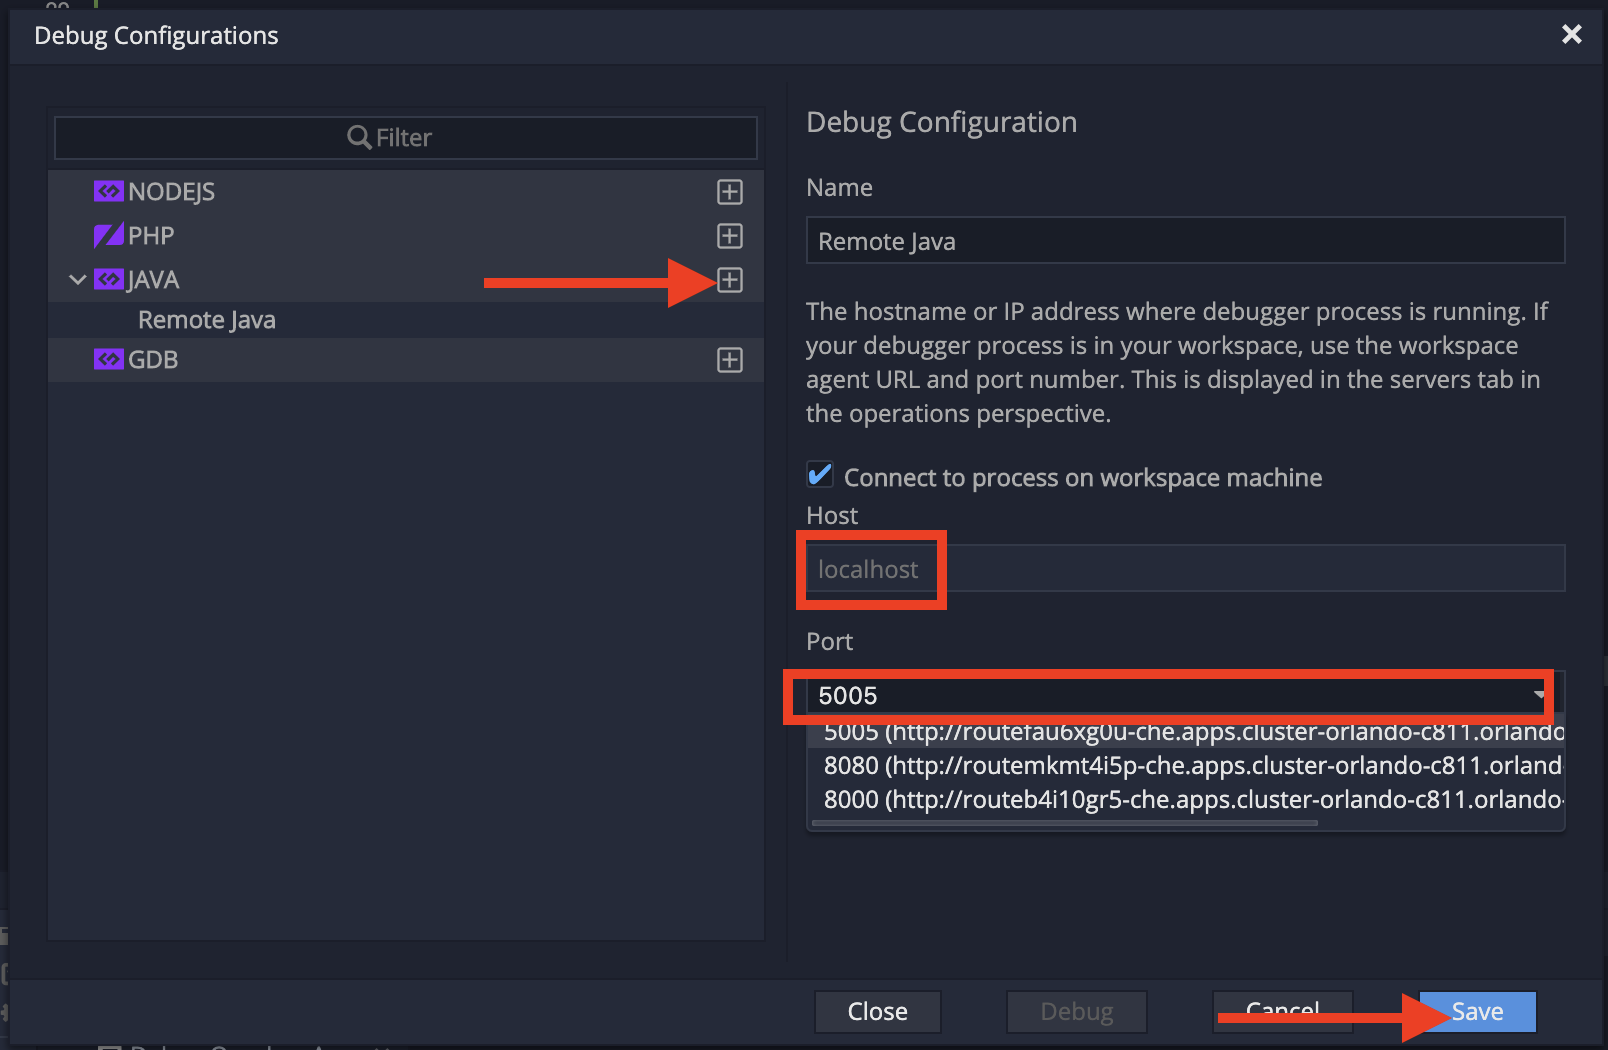 Debug Configurations
Filter
NODEJS
PHP
JAVA
Remote Java
GDB
Debug Configuration
Name
Remote Java
The hostname or IP address where debugger process is running. If
your debugger process is in your workspace, use the workspace
agent URL and port number. This is displayed in the servers tab in
the operations perspective.
Connect to process on workspace machine
Host
localhost
Port
5005
5005 (http://routefau6xg0u-che.apps.cluster-orlando-c811.orlando
8080 (http://routemkmt4i5p-che.apps.cluster-orlando-c811.orland
8000 (http://routeb4i10gr5-che.apps.cluster-orlando-c811.orlando-
Close
Debug
Cancel
Save